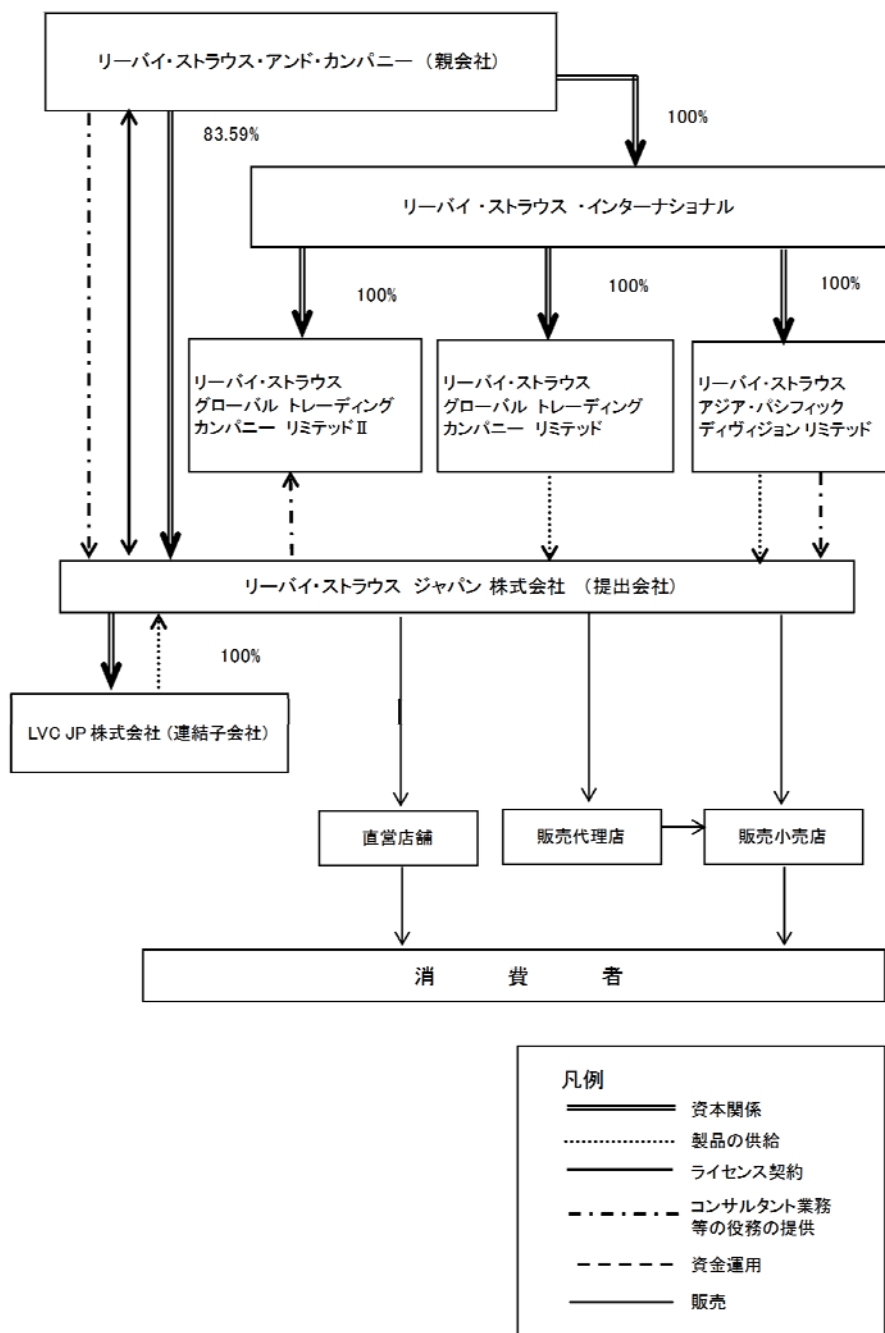 リーバイ・ストラウス・アンド・カンパニー（親会社）
83.59%
100%
リーバイ ・ストラウス ・インターナショナル
100%
100%
100%
リーバイ・ストラウス
グローバル トレーディング
カンパニー リミテッドⅡ
リーバイ・ストラウス
グローバル トレーディング
カンパニー リミテッド
リーバイ・ストラウス
アジア・パシフィック
ディヴィジョン リミテッド
リーバイ・ストラウス ジャパン 株式会社 （提出会社）
100%
LVC JP 株式会社 (連結子会社)
直営店舗
販売代理店
販売小売店
消 費 者
凡例
資本関係
製品の供給
ライセンス契約
コンサルタント業務
等の役務の提供
資金運用
販売